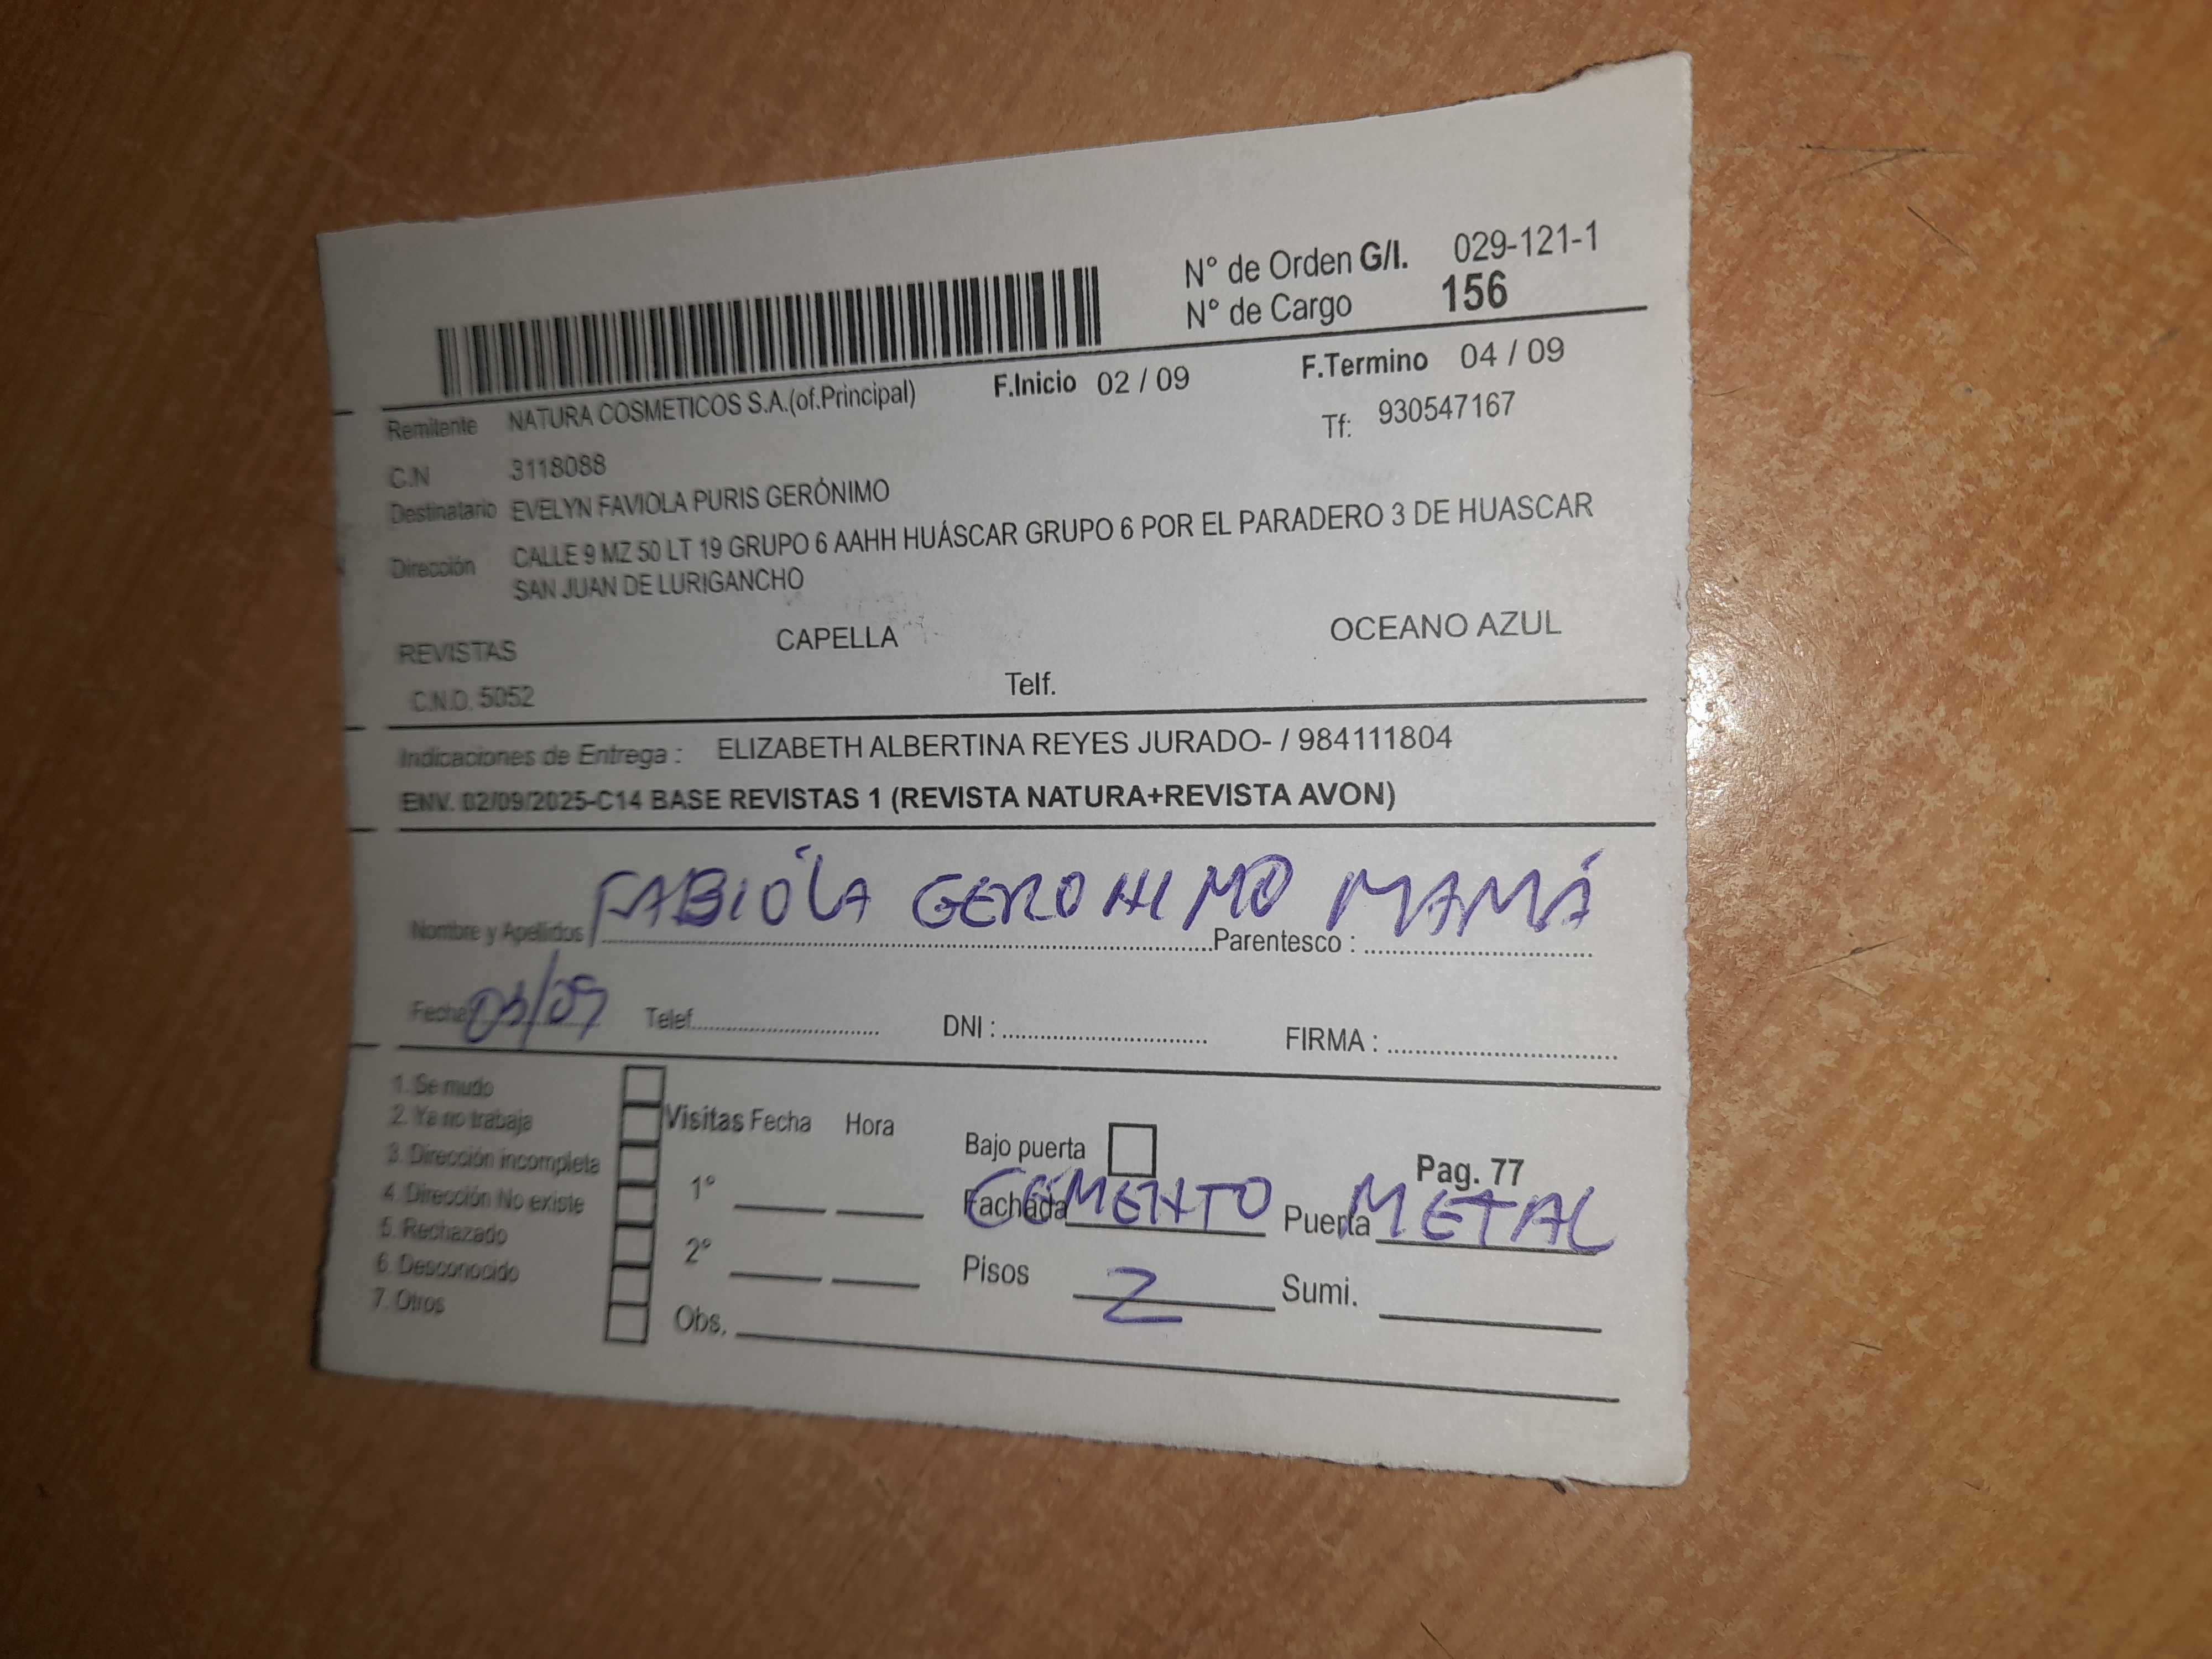 N° de Orden G/I. 029-121-1
N° de Cargo 156
F.Inicio 02 / 09 F.Termino 04 / 09
Remitente NATURA COSMETICOS S.A.(of.Principal) Tf: 930547167
C.N 3118088
Destinatario EVELYN FAVIOLA PURIS GERÓNIMO
Dirección CALLE 9 MZ 50 LT 19 GRUPO 6 AAHH HUÁSCAR GRUPO 6 POR EL PARADERO 3 DE HUASCAR
SAN JUAN DE LURIGANCHO
REVISTAS CAPELLA OCEANO AZUL
C.N.O. 5052 Telf.
Indicaciones de Entrega : ELIZABETH ALBERTINA REYES JURADO- / 984111804
ENV. 02/09/2025-C14 BASE REVISTAS 1 (REVISTA NATURA+REVISTA AVON)
Nombre y Apellidos FABIOLA GERONIMO Parentesco : MAMÁ
Fecha 03/09 Telef. DNI : FIRMA :
1. Se mudo
2. Ya no trabaja
3. Dirección incompleta
4. Dirección No existe
5. Rechazado
6. Desconocido
7. Otros
Visitas Fecha Hora
1°
2°
Obs.
Bajo puerta Pag. 77
Fachada CEMENTO Puerta METAL
Pisos 2 Sumi.